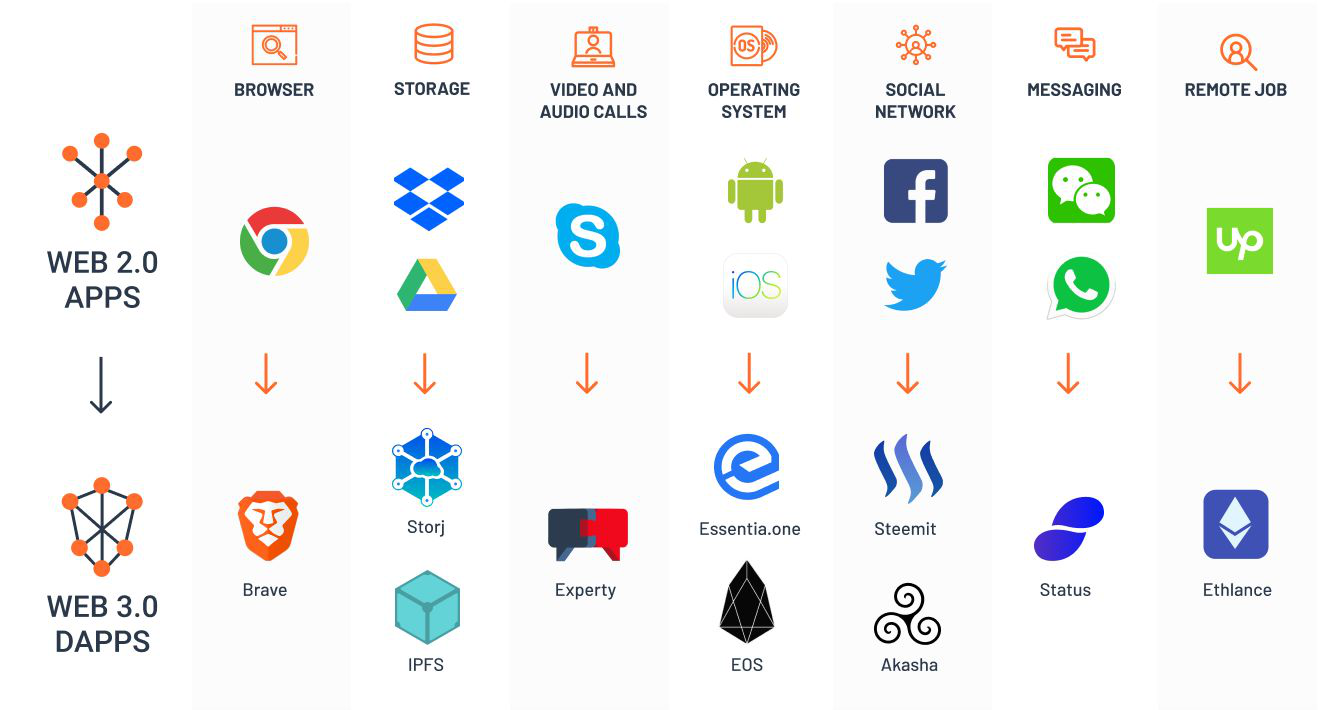 BROWSER
STORAGE
VIDEO AND
AUDIO CALLS
OS
OPERATING
SYSTEM
SOCIAL
NETWORK
MESSAGING
REMOTE JOB
WEB 2.0
APPS
S
iOS
f
up
WEB 3.0
DAPPS
Brave
Storj
IPFS
Experty
Essentia.one
EOS
Steemit
Akasha
Status
Ethlance